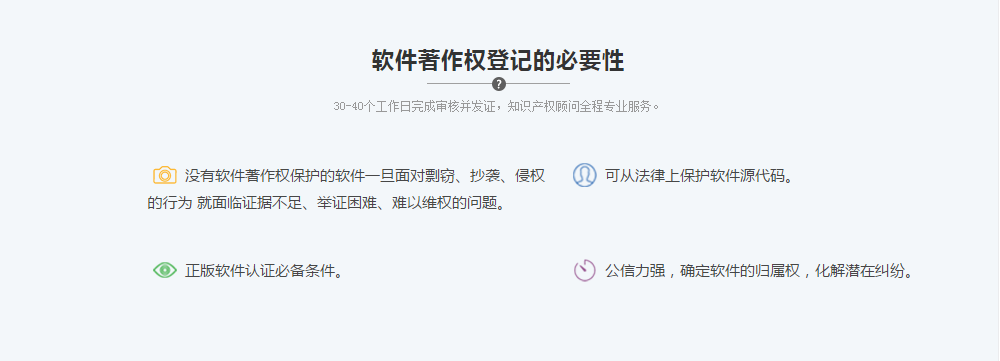 软件著作权登记的必要性
?
30-40个工作日完成审核并发证，知识产权顾问全程专业服务。
没有软件著作权保护的软件一旦面对剽窃、抄袭、侵权
的行为 就面临证据不足、举证困难、难以维权的问题。
可从法律上保护软件源代码。
正版软件认证必备条件。
公信力强，确定软件的归属权，化解潜在纠纷。